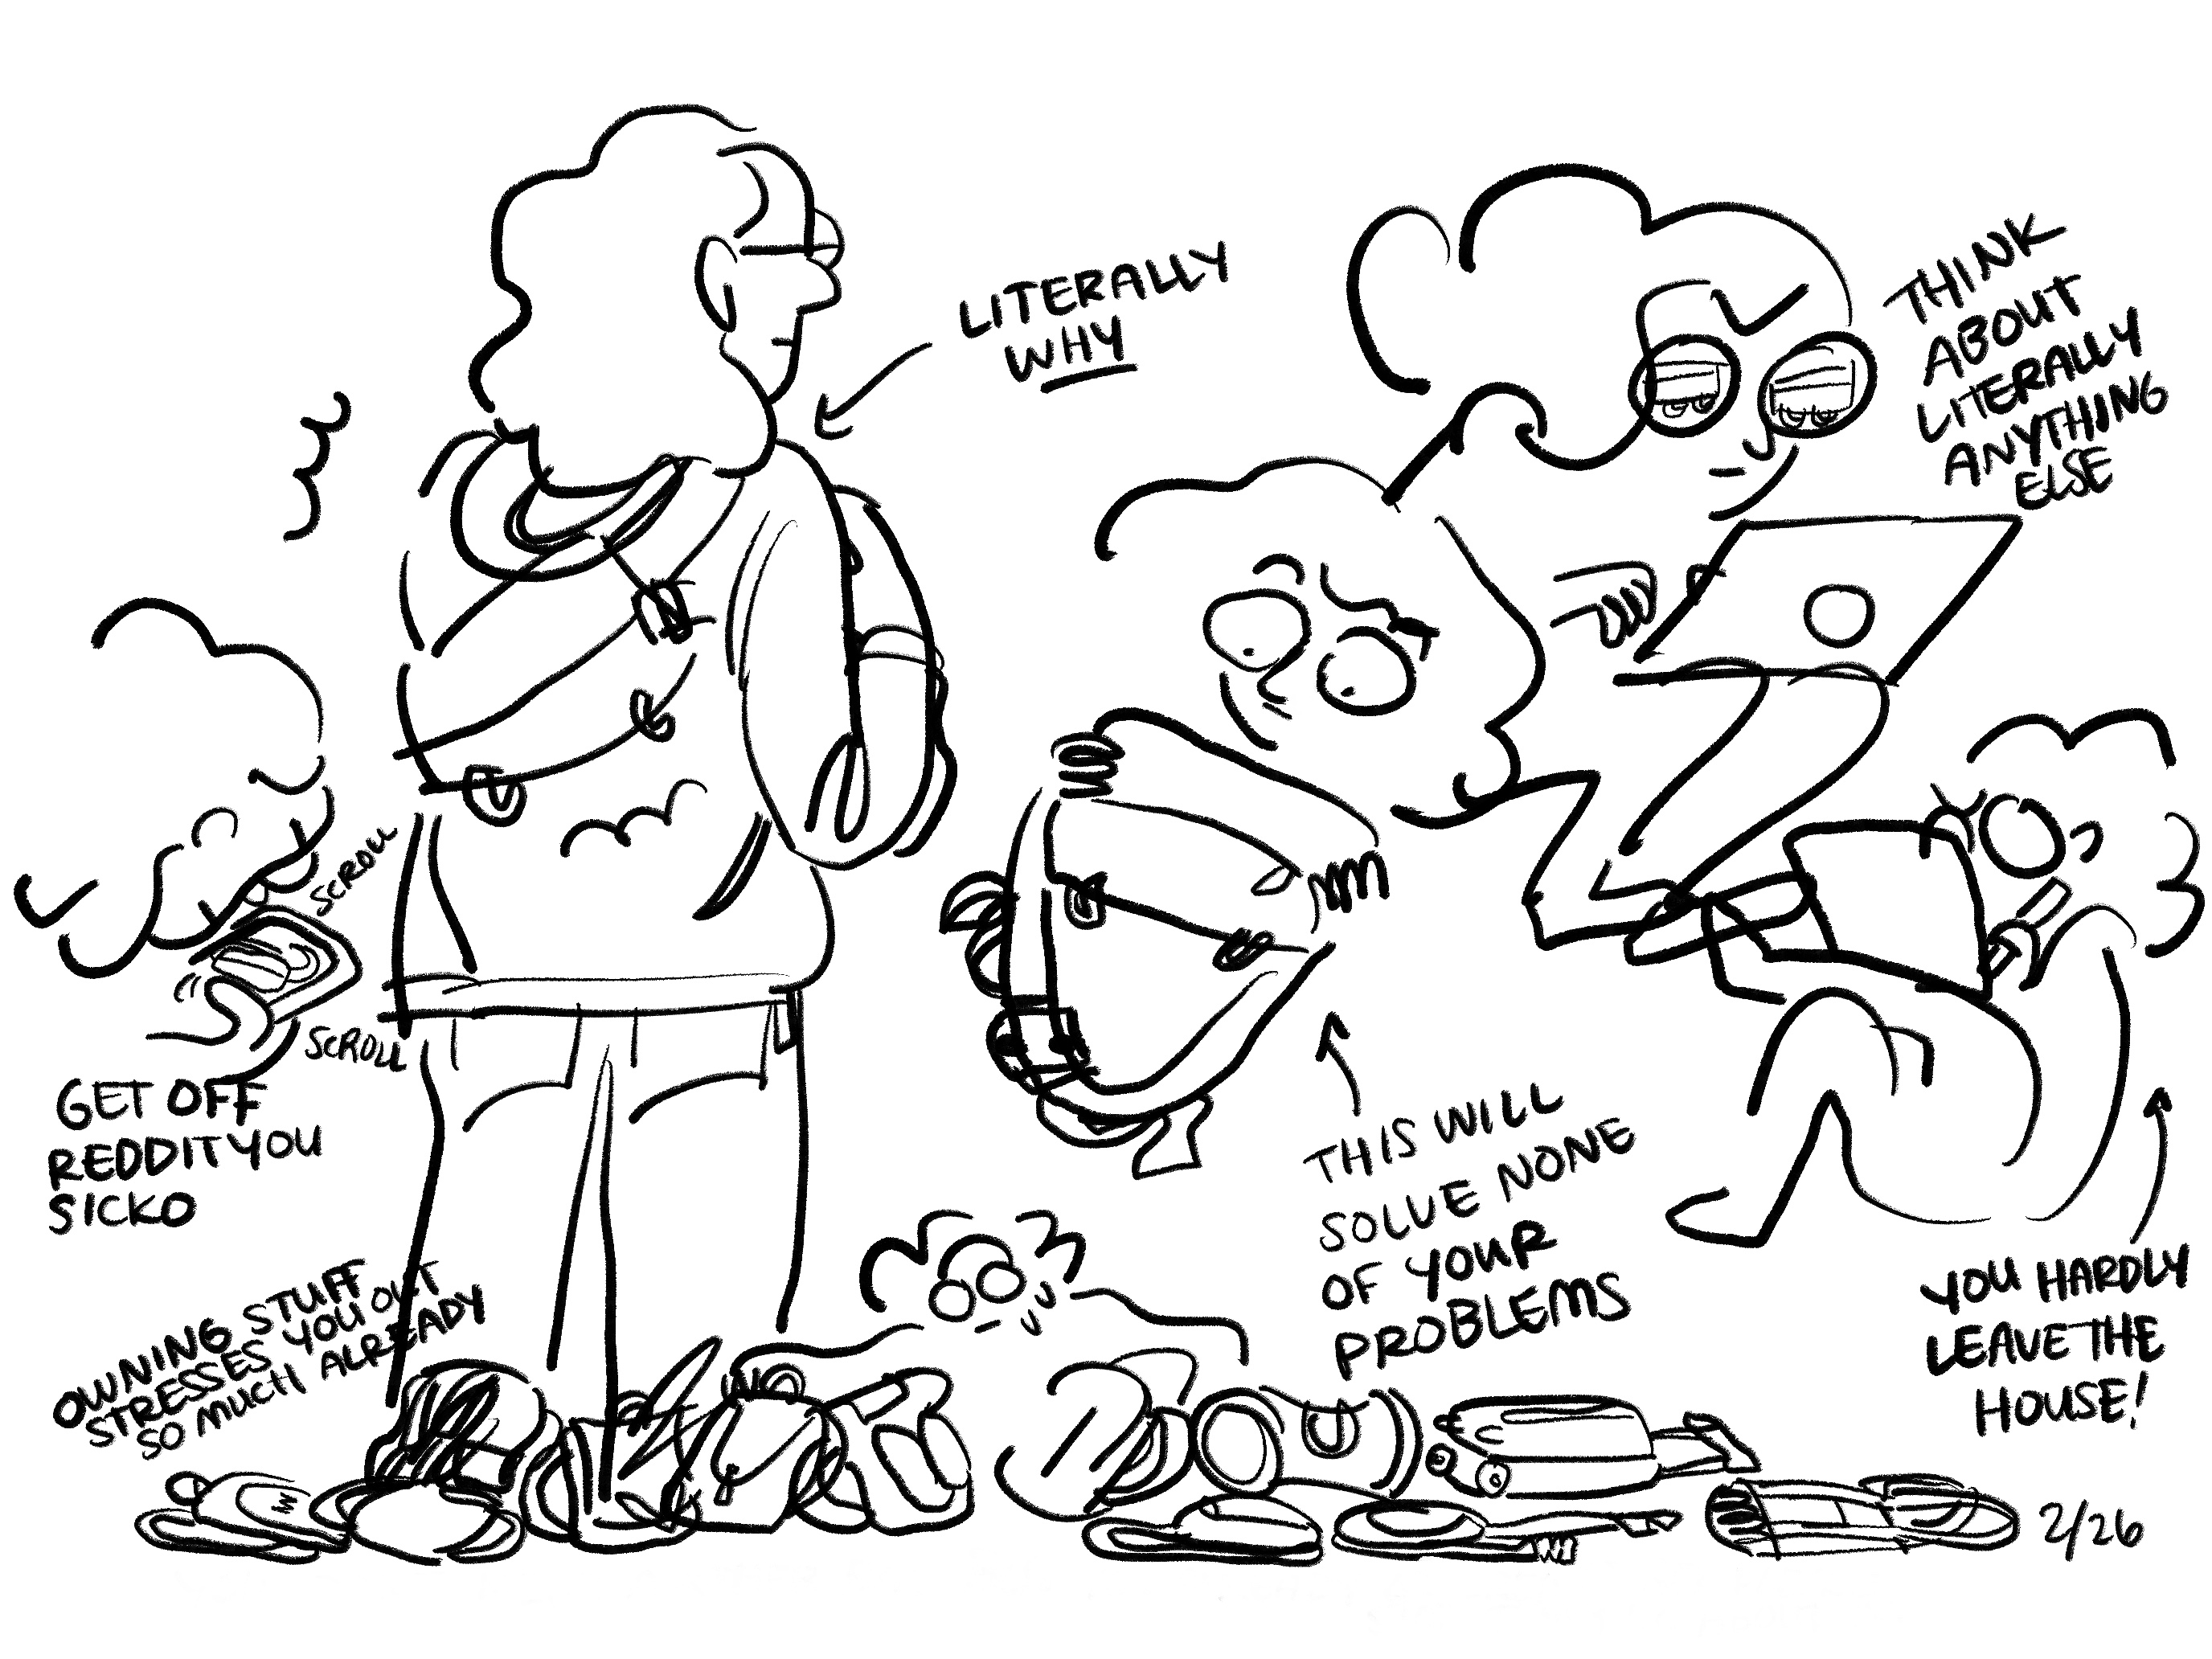 LITERALLY
WHY
THINK
ABOUT
LITERALLY
ANYTHING
ELSE
SCROLL
SCROLL
GET OFF
REDDIT YOU
SICKO
THIS WILL
SOLVE NONE
OF YOUR
PROBLEMS
YOU HARDLY
LEAVE THE
HOUSE!
OWNING STUFF
STRESSES YOU OUT
SO MUCH ALREADY
2/26